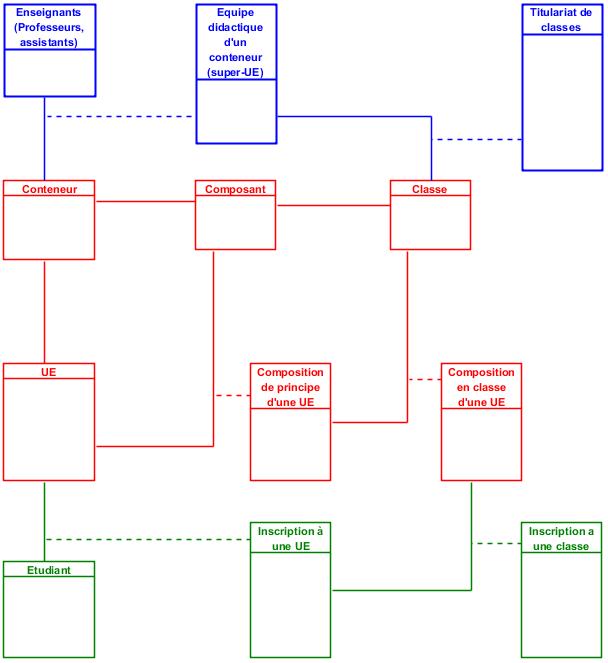 Enseignants
(Professeurs,
assistants)
Equipe
didactique
d'un
conteneur
(super-UE)
Titulariat de
classes
Conteneur
Composant
Classe
UE
Composition
de principe
d'une UE
Composition
en classe
d'une UE
Inscription à
une UE
Inscription a
une classe
Etudiant